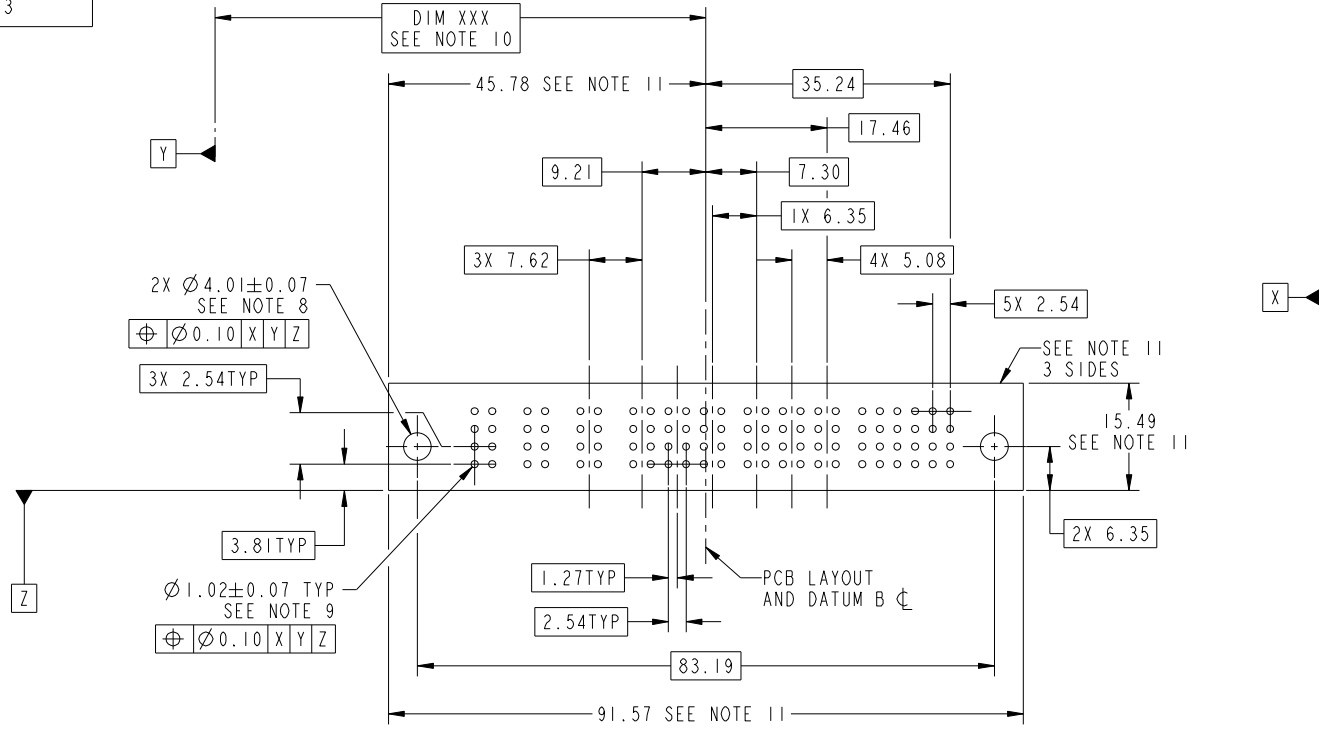 3
DIM XXX
SEE NOTE 10
45.78 SEE NOTE 11
35.24
17.46
Y
9.21
7.30
1X 6.35
3X 7.62
4X 5.08
2X Ø4.01±0.07
SEE NOTE 8
⌖ Ø0.10 X Y Z
5X 2.54
X
SEE NOTE 11
3 SIDES
3X 2.54TYP
15.49
SEE NOTE 11
3.81TYP
2X 6.35
Z
Ø1.02±0.07 TYP
SEE NOTE 9
⌖ Ø0.10 X Y Z
1.27TYP
PCB LAYOUT
AND DATUM B ℄
2.54TYP
83.19
91.57 SEE NOTE 11